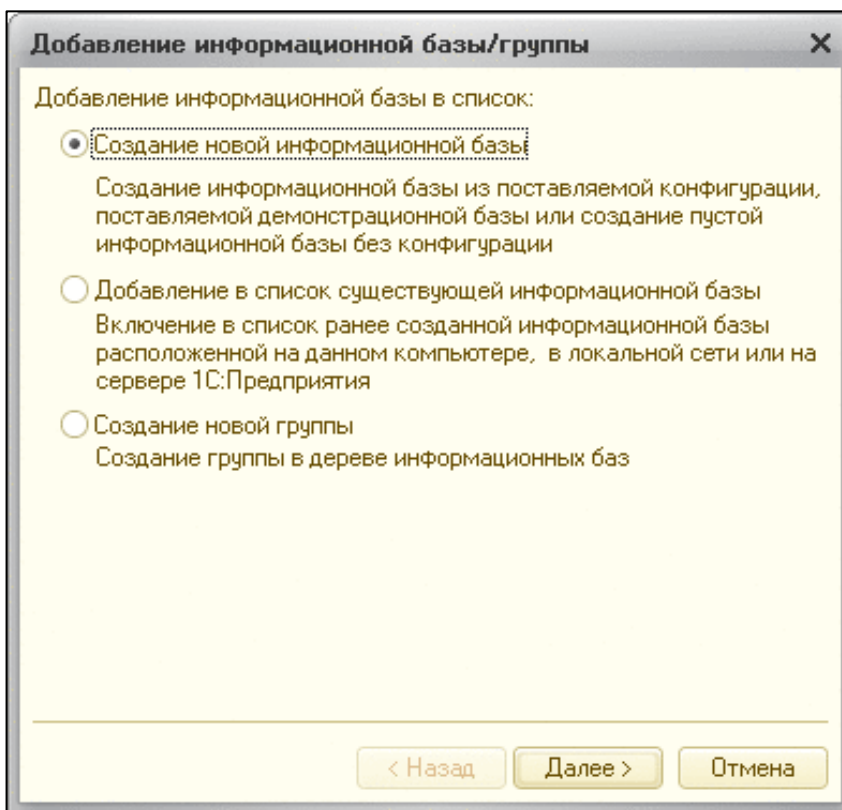 Добавление информационной базы/группы
Добавление информационной базы в список:
Создание новой информационной базы
Создание информационной базы из поставляемой конфигурации,
поставляемой демонстрационной базы или создание пустой
информационной базы без конфигурации
Добавление в список существующей информационной базы
Включение в список ранее созданной информационной базы
расположенной на данном компьютере, в локальной сети или на
сервере 1С:Предприятия
Создание новой группы
Создание группы в дереве информационных баз
< Назад Далее > Отмена